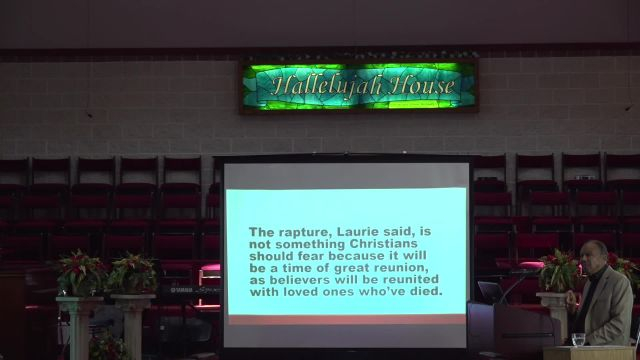 Hallelujah House
The rapture, Laurie said, is
not something Christians
should fear because it will
be a time of great reunion,
as believers will be reunited
with loved ones who've died.
YAMAHA